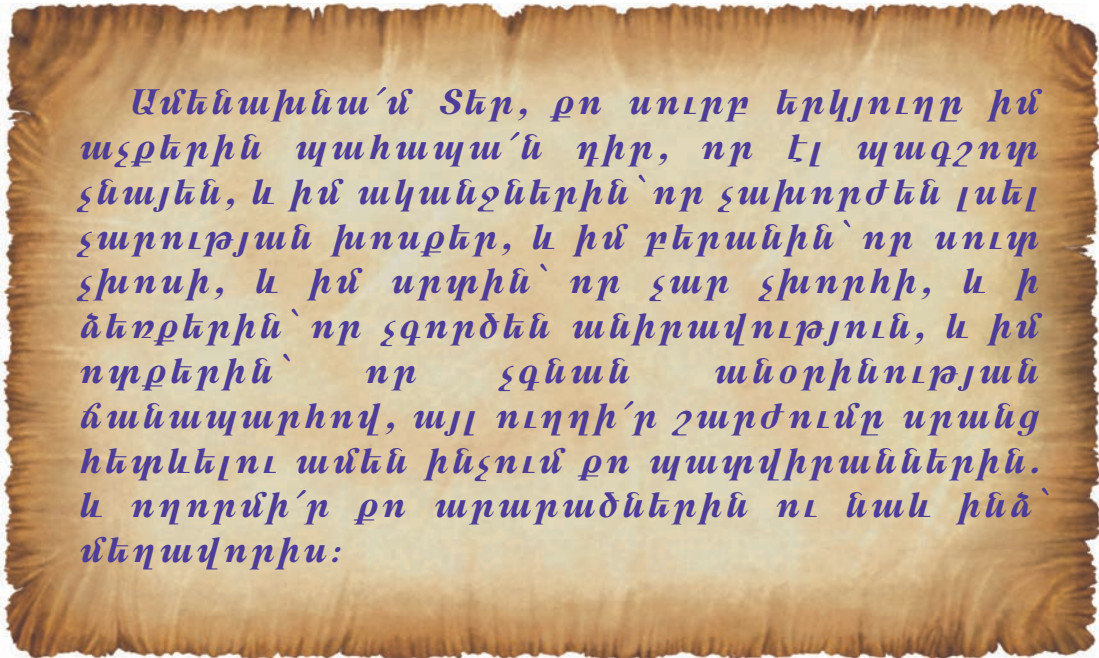 Ամենախնա՛մ Տեր, քո սուրբ երկյուղը իմ
աչքերին պահապա՛ն դիր, որ էլ պագշոտ
չնայեն, և իմ ականջներին՝ որ չախորժեն լսել
չարության խոսքեր, և իմ բերանին՝ որ սուտ
չխոսի, և իմ սրտին՝ որ չար չխորհի, և ի
ձեռքերին՝ որ չգործեն անիրավություն, և իմ
ոտքերին՝ որ չգնան անօրինության
ճանապարհով, այլ ուղղի՛ր շարժումը սրանց
հետևելու ամեն ինչում քո պատվիրաններին.
և ողորմի՛ր քո արարածներին ու նաև ինձ՝
մեղավորիս: